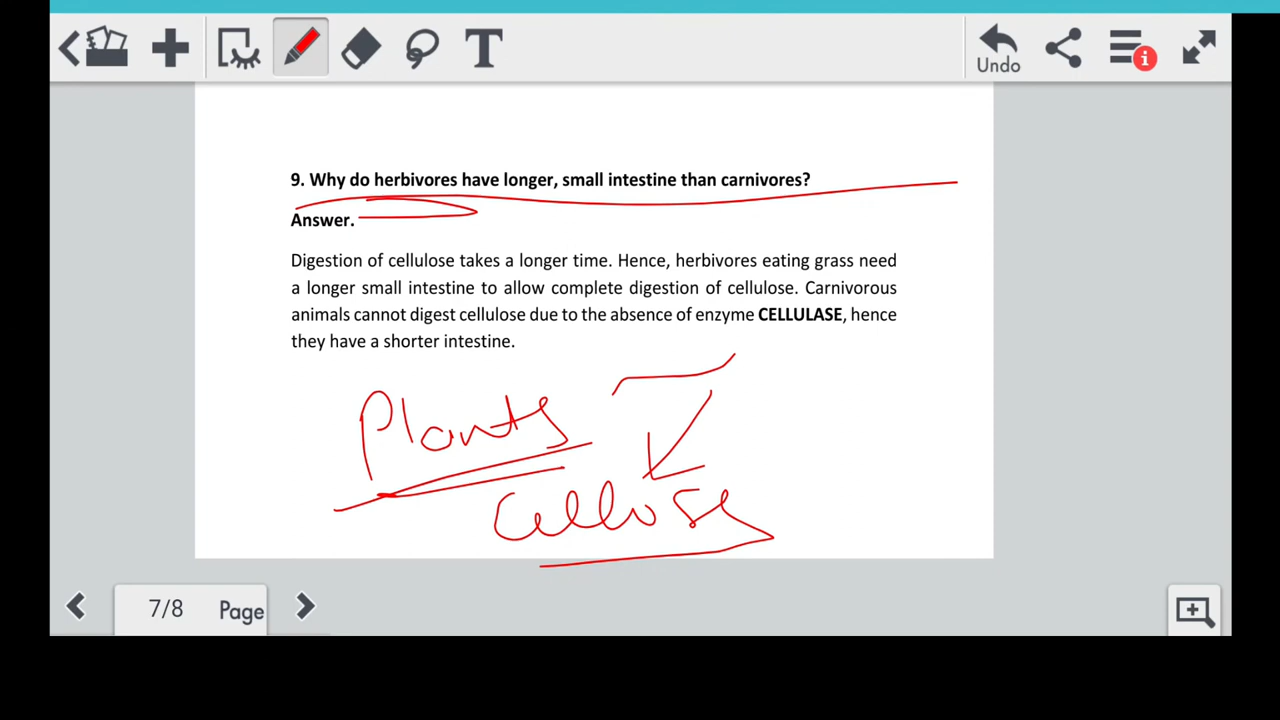 Undo
i
9. Why do herbivores have longer, small intestine than carnivores?
Answer.
Digestion of cellulose takes a longer time. Hence, herbivores eating grass need
a longer small intestine to allow complete digestion of cellulose. Carnivorous
animals cannot digest cellulose due to the absence of enzyme CELLULASE, hence
they have a shorter intestine.
Plants
Cellulose
7/8 Page